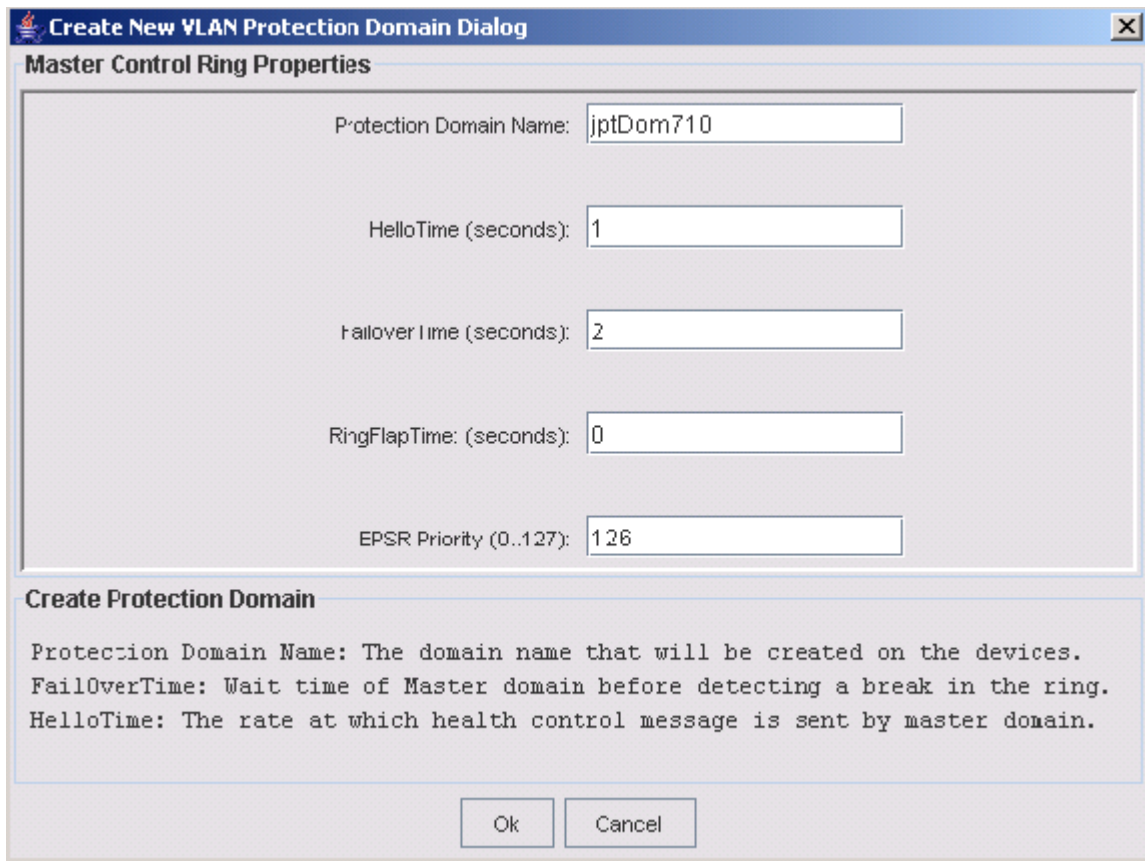 Create New VLAN Protection Domain Dialog
Master Control Ring Properties
Protection Domain Name: jptDom710
HelloTime (seconds): 1
FailoverTime (seconds): 2
RingFlapTime: (seconds): 0
EPSR Priority (0..127): 126
Create Protection Domain
Protection Domain Name: The domain name that will be created on the devices.
FailOverTime: Wait time of Master domain before detecting a break in the ring.
HelloTime: The rate at which health control message is sent by master domain.
Ok Cancel